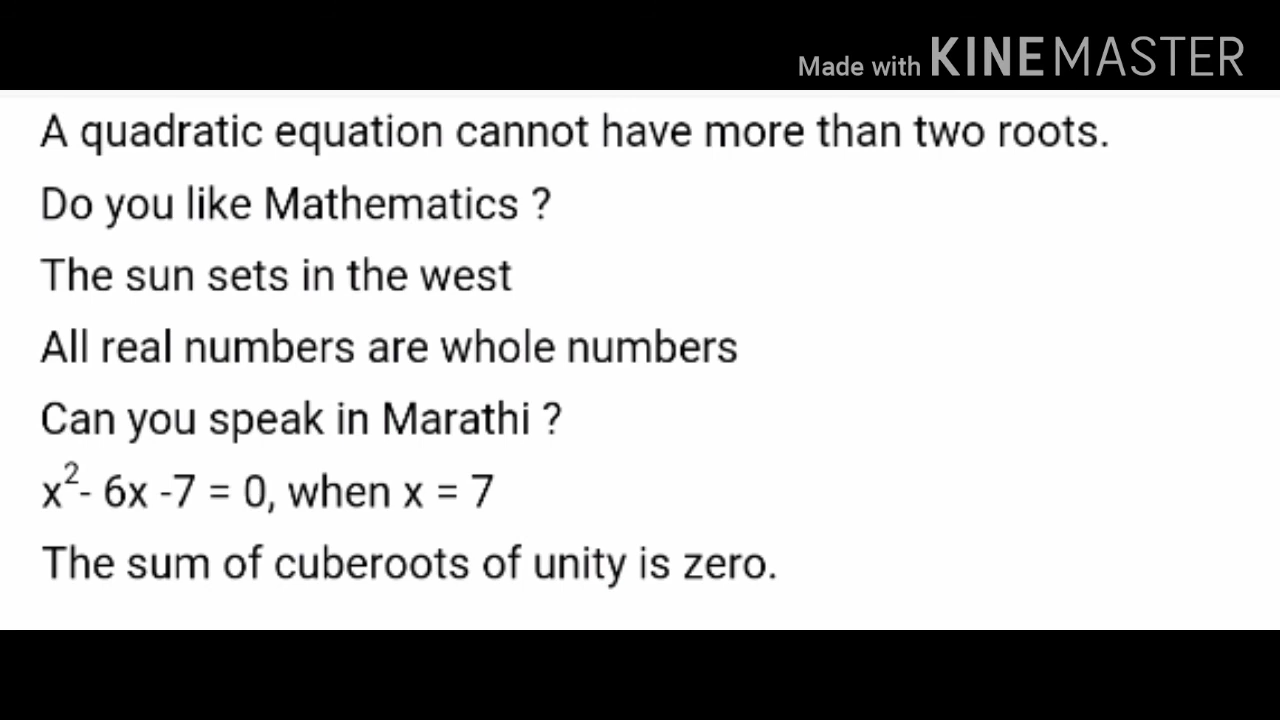 Made with KINEMASTER
A quadratic equation cannot have more than two roots.
Do you like Mathematics ?
The sun sets in the west
All real numbers are whole numbers
Can you speak in Marathi ?
x²- 6x -7 = 0, when x = 7
The sum of cuberoots of unity is zero.